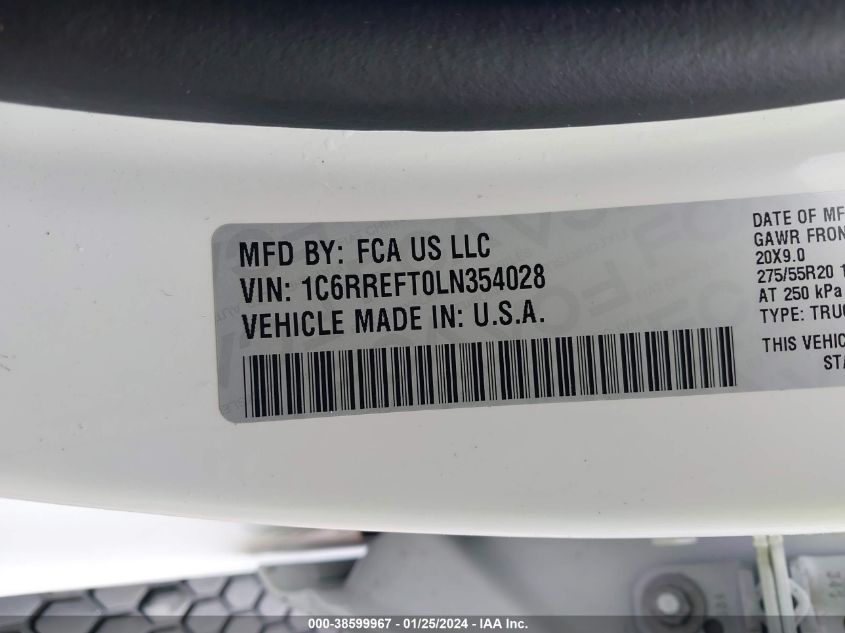 MFD BY: FCA US LLC
VIN: 1C6RREFT0LN354028
VEHICLE MADE IN: U.S.A.
DATE OF MF
GAWR FRON
20X9.0
275/55R20 1
AT 250 kPa
TYPE: TRUC
THIS VEHIC
STA
000-38599967 - 01/25/2024 - IAA Inc.